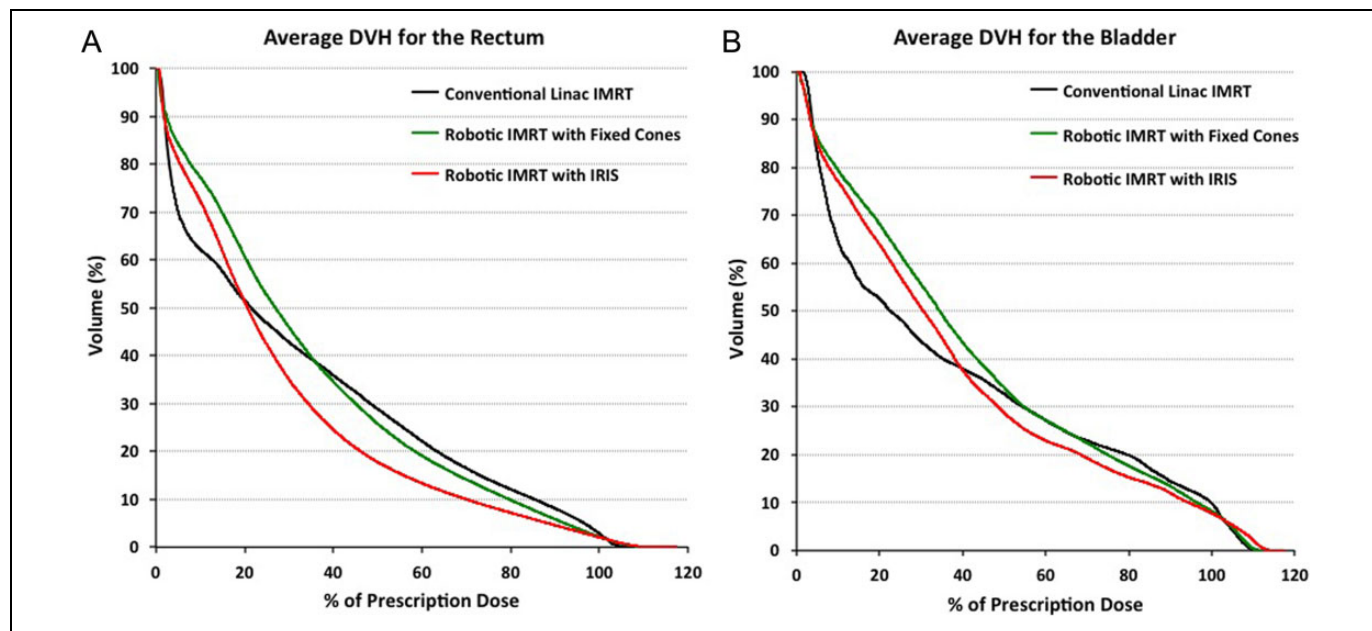 A
Average DVH for the Rectum
Conventional Linac IMRT
Robotic IMRT with Fixed Cones
Robotic IMRT with IRIS
Volume (%)
100
90
80
70
60
50
40
30
20
10
0
0 20 40 60 80 100 120
% of Prescription Dose
B
Average DVH for the Bladder
Conventional Linac IMRT
Robotic IMRT with Fixed Cones
Robotic IMRT with IRIS
Volume (%)
100
90
80
70
60
50
40
30
20
10
0
0 20 40 60 80 100 120
% of Prescription Dose